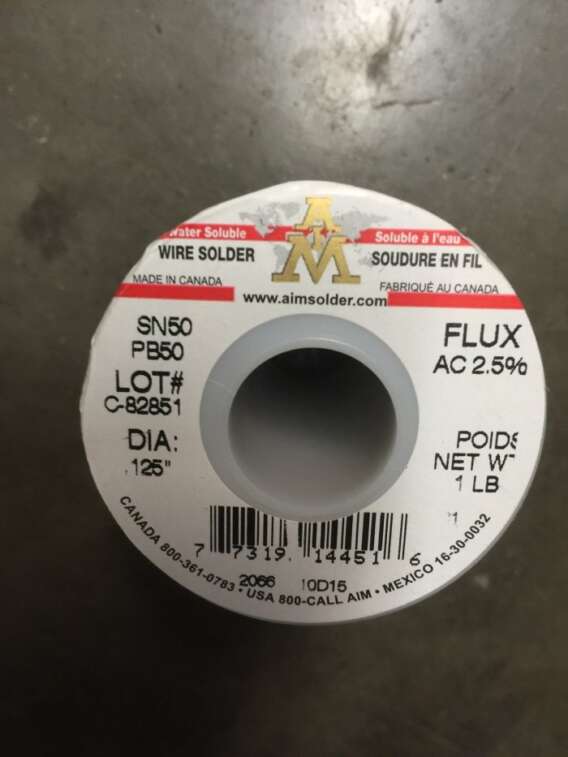 Water Soluble
Soluble à l'eau
AIM
WIRE SOLDER
SOUDURE EN FIL
MADE IN CANADA
FABRIQUÉ AU CANADA
www.aimsolder.com
SN50
PB50
FLUX
AC 2.5%
LOT#
C-82851
DIA:
.125"
POIDS
NET WT
1 LB
7 7319 14451 6
2066 10D15
CANADA 800-361-0783 • USA 800-CALL AIM • MEXICO 16-30-0032